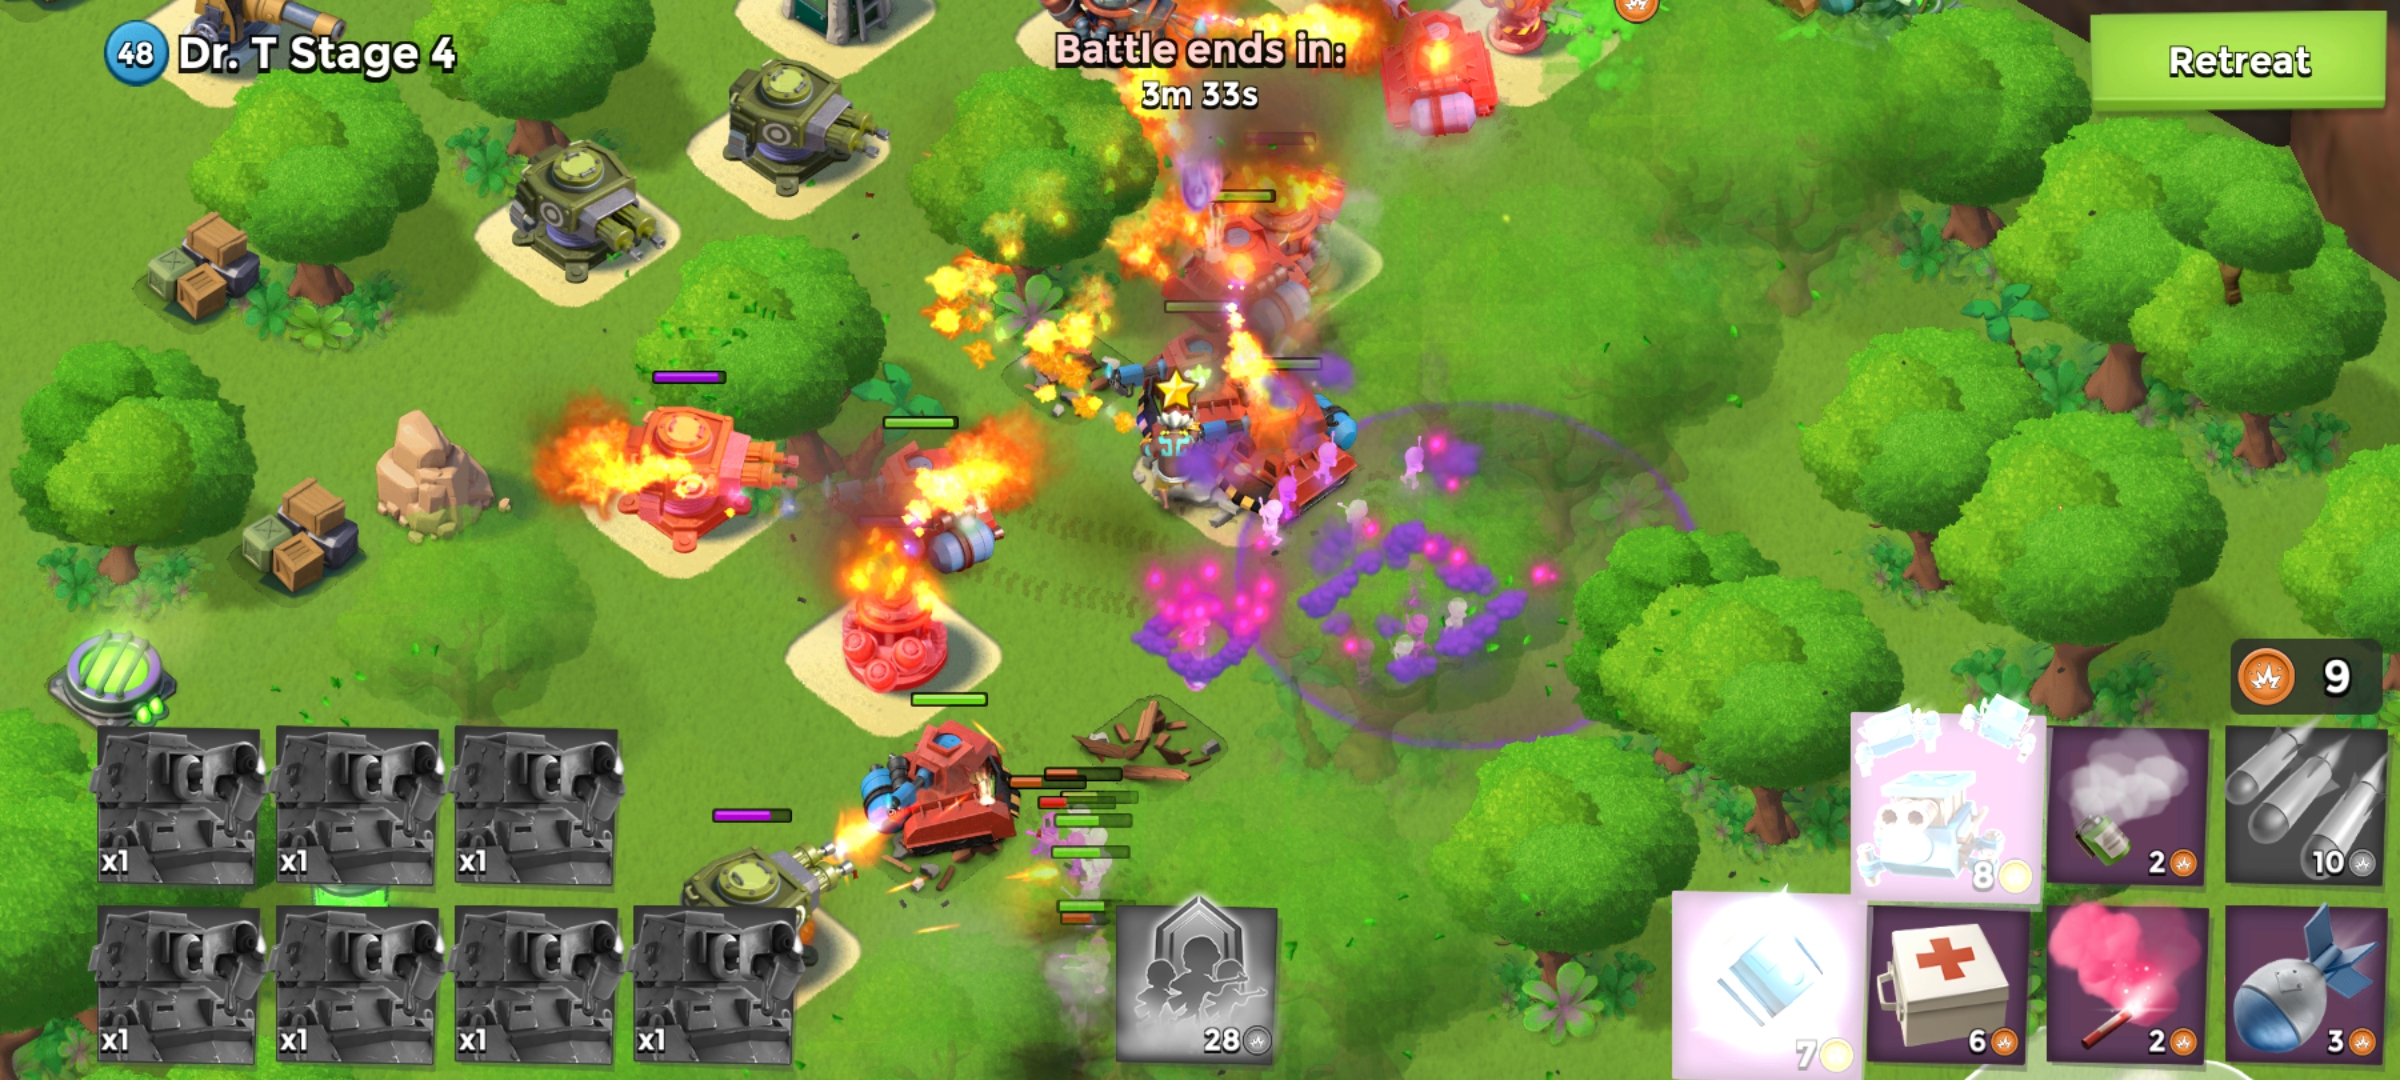 48 Dr. T Stage 4
Battle ends in:
3m 33s
Retreat
9
x1
x1
x1
8
2
10
x1
x1
x1
x1
28
7
6
2
3